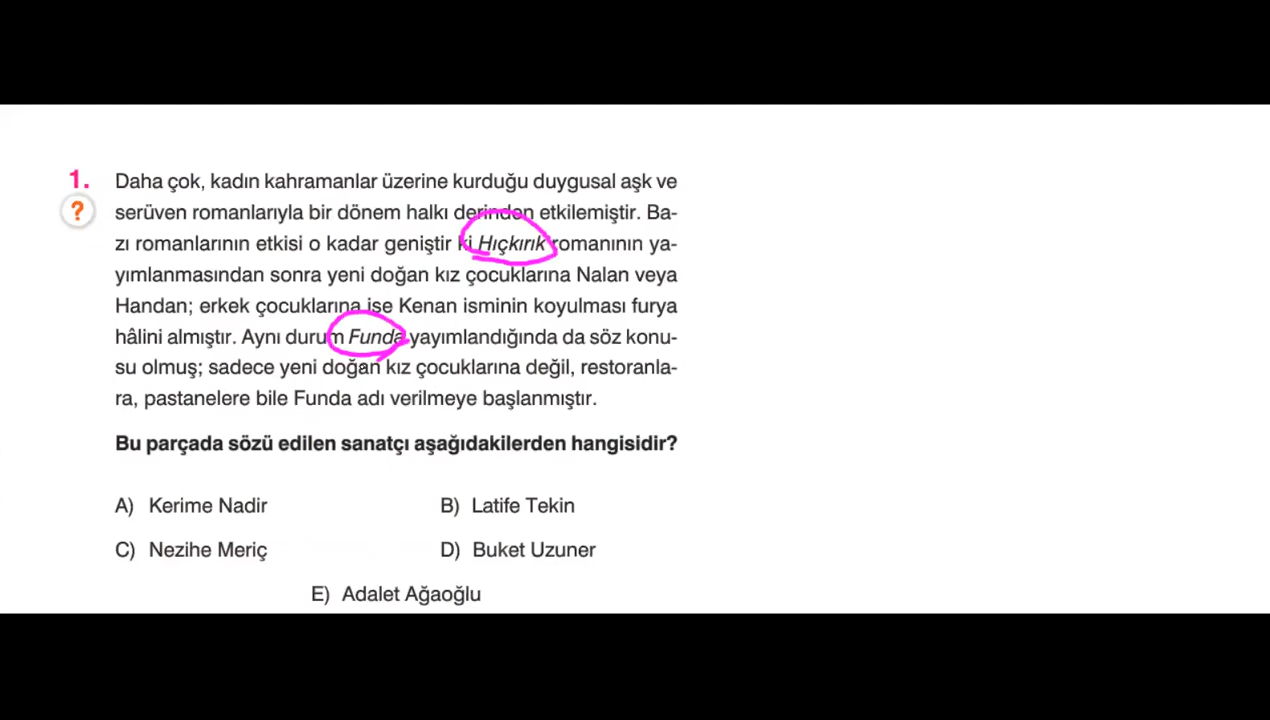 1. Daha çok, kadın kahramanlar üzerine kurduğu duygusal aşk ve
? serüven romanlarıyla bir dönem halkı derinden etkilemiştir. Ba-
zı romanlarının etkisi o kadar geniştir ki Hıçkırık romanının ya-
yımlanmasından sonra yeni doğan kız çocuklarına Nalan veya
Handan; erkek çocuklarına ise Kenan isminin koyulması furya
hâlini almıştır. Aynı durum Funda yayımlandığında da söz konu-
su olmuş; sadece yeni doğan kız çocuklarına değil, restoranla-
ra, pastanelere bile Funda adı verilmeye başlanmıştır.
Bu parçada sözü edilen sanatçı aşağıdakilerden hangisidir?
A) Kerime Nadir B) Latife Tekin
C) Nezihe Meriç D) Buket Uzuner
E) Adalet Ağaoğlu